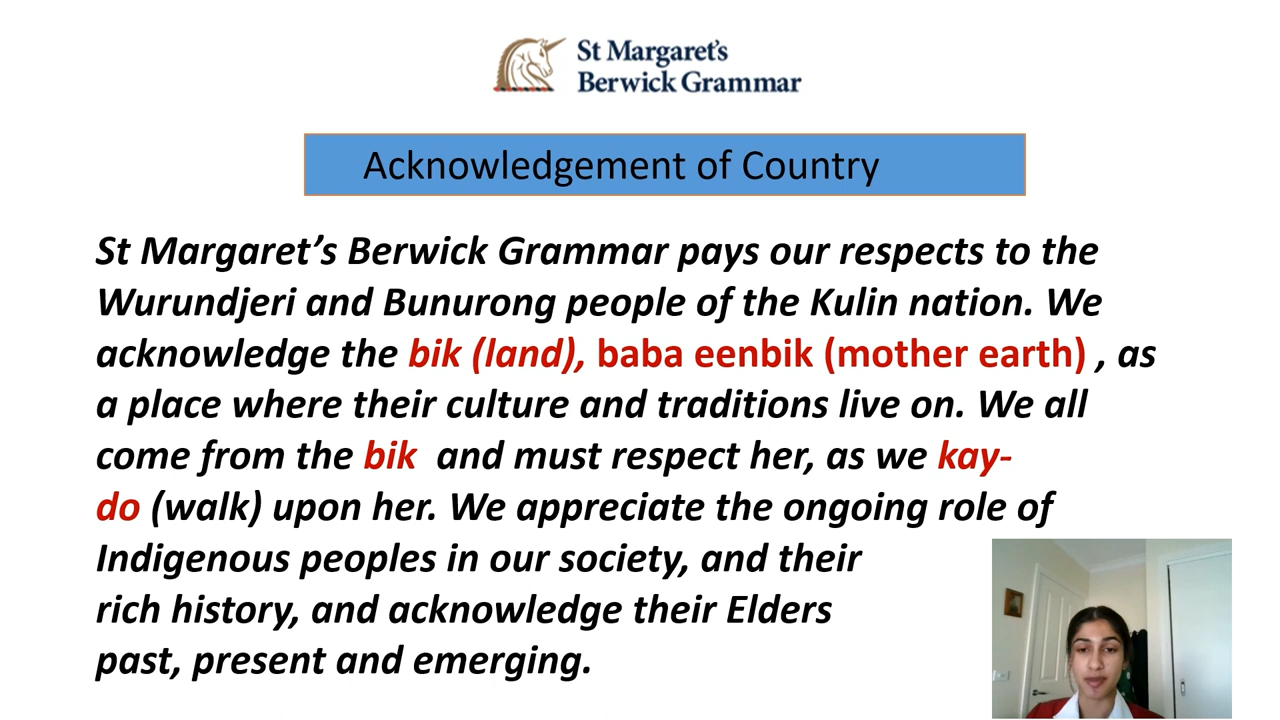 St Margaret's
Berwick Grammar
Acknowledgement of Country
St Margaret’s Berwick Grammar pays our respects to the
Wurundjeri and Bunurong people of the Kulin nation. We
acknowledge the bik (land), baba eenbik (mother earth) , as
a place where their culture and traditions live on. We all
come from the bik and must respect her, as we kay-
do (walk) upon her. We appreciate the ongoing role of
Indigenous peoples in our society, and their
rich history, and acknowledge their Elders
past, present and emerging.